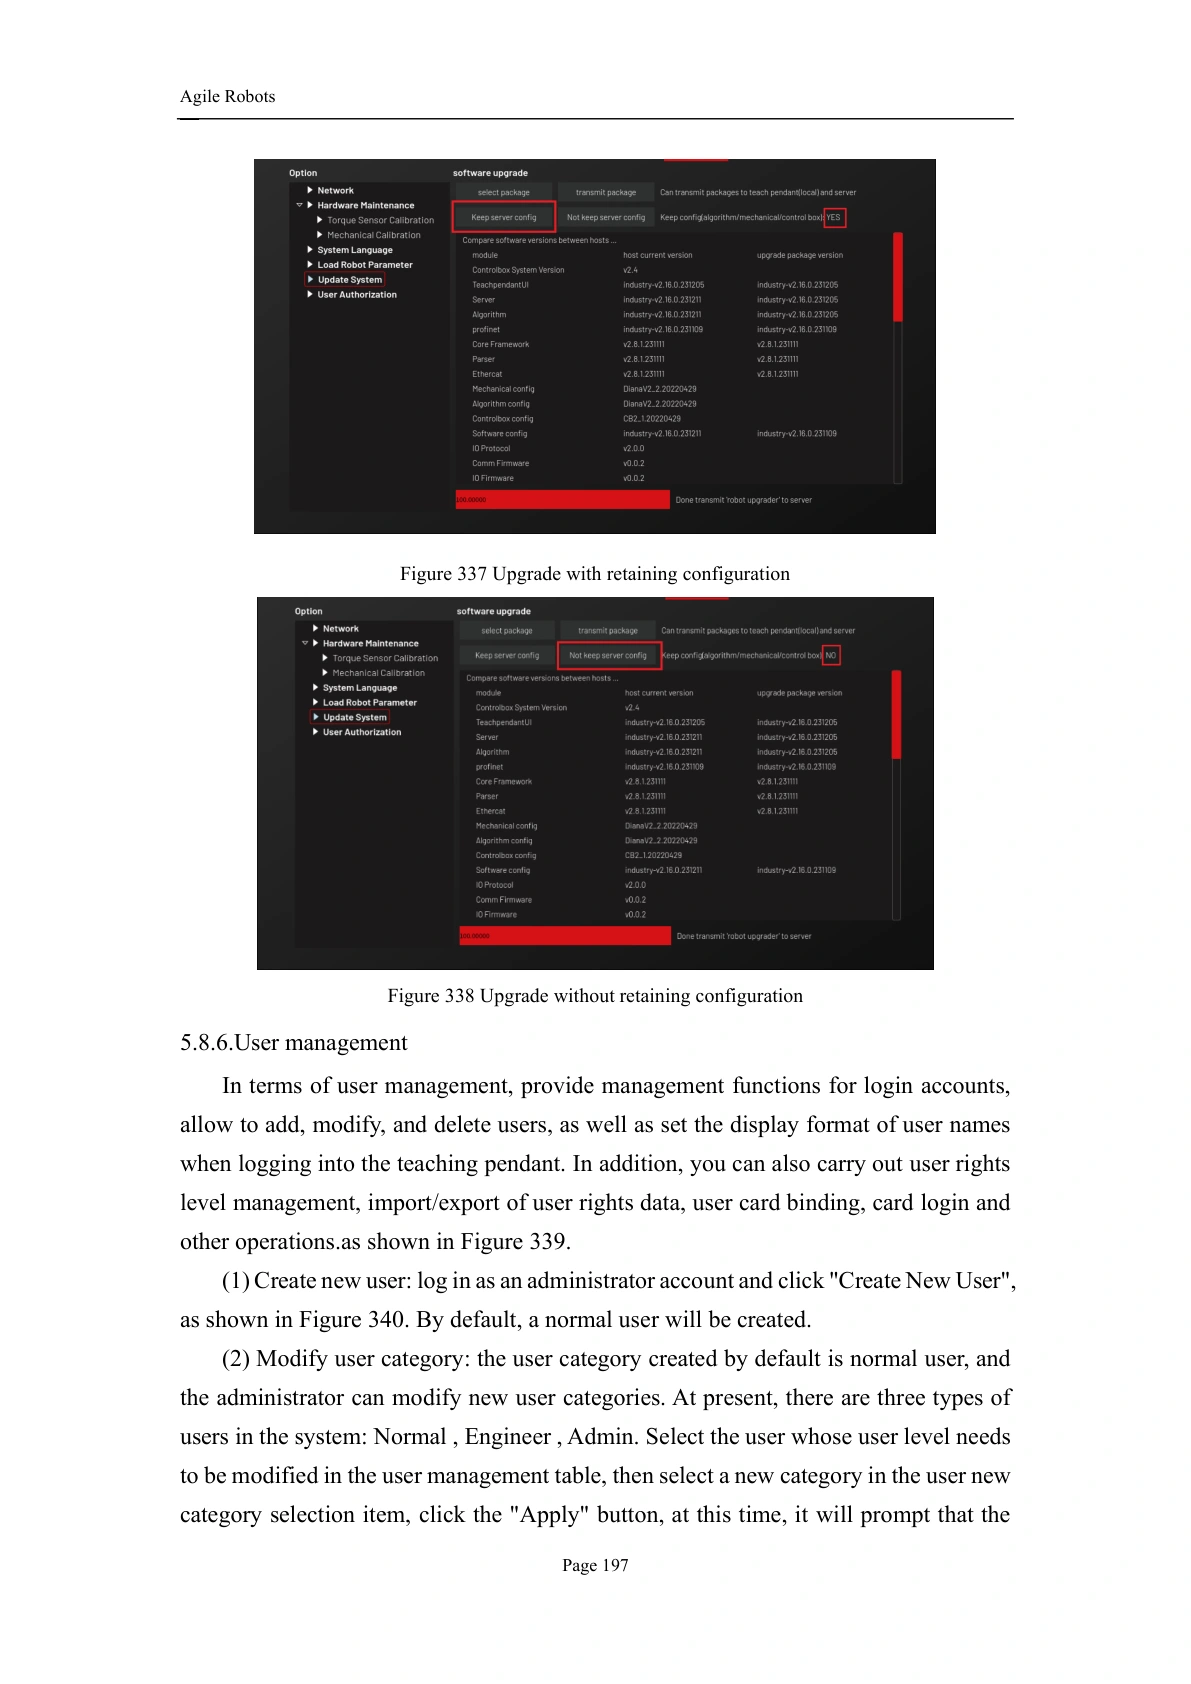 Agile Robots
Option
software upgrade
Network
select package
transmit package
Can transmit packages to teach pendant(local)and server
Hardware Maintenance
Torque Sensor Calibration
Keep server config
Not keep server config
Keep config(algorithm/mechanical/control box): YES
Mechanical Calibration
Compare software versions between hosts ...
System Language
module host current version upgrade package version
Load Robot Parameter
Controlbox System Version v2.4
Update System
TeachpendantUI industry-v2.16.0.231205 industry-v2.16.0.231205
User Authorization
Server industry-v2.16.0.231211 industry-v2.16.0.231205
Algorithm industry-v2.16.0.231211 industry-v2.16.0.231205
profinet industry-v2.16.0.231109 industry-v2.16.0.231109
Core Framework v2.8.1.231111 v2.8.1.231111
Parser v2.8.1.231111 v2.8.1.231111
Ethercat v2.8.1.231111 v2.8.1.231111
Mechanical config DianaV2_2.20220429
Algorithm config DianaV2_2.20220429
Controlbox config CB2_1.20220429
Software config industry-v2.16.0.231211 industry-v2.16.0.231109
IO Protocol v2.0.0
Comm Firmware v0.0.2
IO Firmware v0.0.2
100.00000 Done transmit 'robot upgrader' to server
Figure 337 Upgrade with retaining configuration
Option
software upgrade
Network
select package
transmit package
Can transmit packages to teach pendant(local)and server
Hardware Maintenance
Torque Sensor Calibration
Keep server config
Not keep server config
Keep config(algorithm/mechanical/control box): NO
Mechanical Calibration
Compare software versions between hosts ...
System Language
module host current version upgrade package version
Load Robot Parameter
Controlbox System Version v2.4
Update System
TeachpendantUI industry-v2.16.0.231205 industry-v2.16.0.231205
User Authorization
Server industry-v2.16.0.231211 industry-v2.16.0.231205
Algorithm industry-v2.16.0.231211 industry-v2.16.0.231205
profinet industry-v2.16.0.231109 industry-v2.16.0.231109
Core Framework v2.8.1.231111 v2.8.1.231111
Parser v2.8.1.231111 v2.8.1.231111
Ethercat v2.8.1.231111 v2.8.1.231111
Mechanical config DianaV2_2.20220429
Algorithm config DianaV2_2.20220429
Controlbox config CB2_1.20220429
Software config industry-v2.16.0.231211 industry-v2.16.0.231109
IO Protocol v2.0.0
Comm Firmware v0.0.2
IO Firmware v0.0.2
100.00000 Done transmit 'robot upgrader' to server
Figure 338 Upgrade without retaining configuration
5.8.6.User management
In terms of user management, provide management functions for login accounts,
allow to add, modify, and delete users, as well as set the display format of user names
when logging into the teaching pendant. In addition, you can also carry out user rights
level management, import/export of user rights data, user card binding, card login and
other operations.as shown in Figure 339.
(1) Create new user: log in as an administrator account and click "Create New User",
as shown in Figure 340. By default, a normal user will be created.
(2) Modify user category: the user category created by default is normal user, and
the administrator can modify new user categories. At present, there are three types of
users in the system: Normal , Engineer , Admin. Select the user whose user level needs
to be modified in the user management table, then select a new category in the user new
category selection item, click the "Apply" button, at this time, it will prompt that the
Page 197